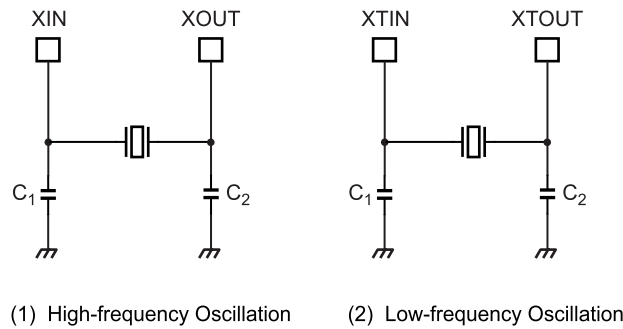 XIN XOUT XTIN XTOUT
C1 C2 C1 C2
(1) High-frequency Oscillation (2) Low-frequency Oscillation